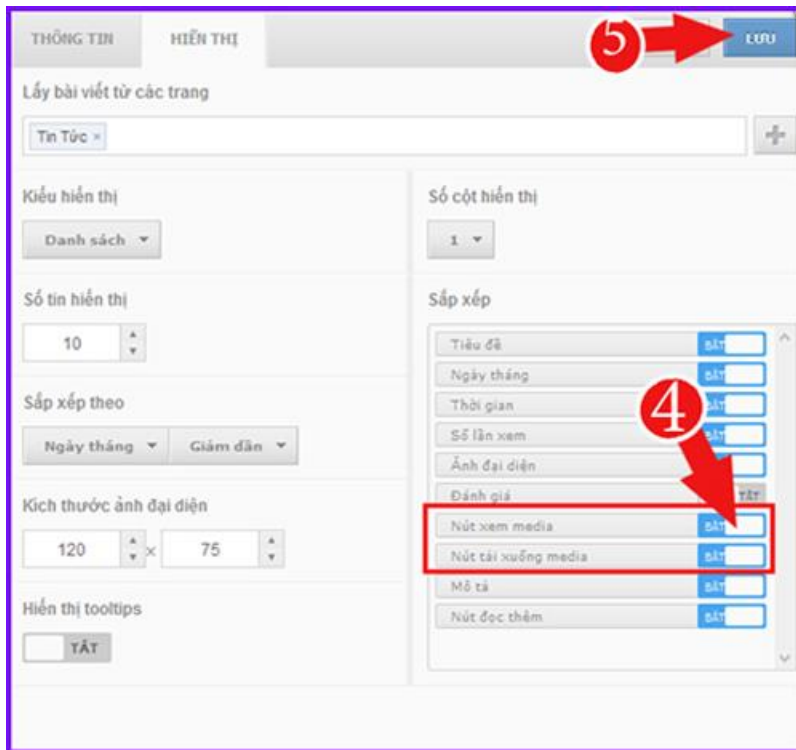 THÔNG TIN
HIỂN THỊ
5
LƯU
Lấy bài viết từ các trang
Tin Tức ×
Kiểu hiển thị
Danh sách
Số cột hiển thị
1
Số tin hiển thị
10
Sắp xếp theo
Ngày tháng
Giảm dần
Kích thước ảnh đại diện
120 × 75
Hiển thị tooltips
TẮT
Sắp xếp
Tiêu đề BẬT
Ngày tháng BẬT
Thời gian BẬT
4
Số lần xem BẬT
Ảnh đại diện
Đánh giá TẮT
Nút xem media BẬT
Nút tải xuống media BẬT
Mô tả BẬT
Nút đọc thêm BẬT